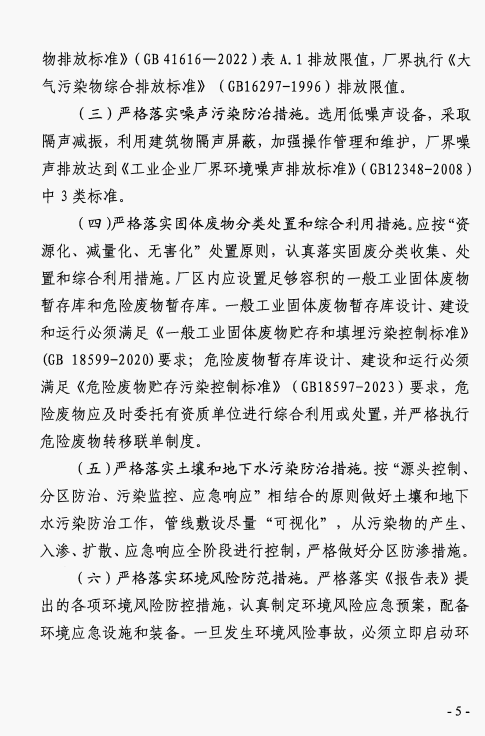 物排放标准》（GB 41616—2022）表 A.1 排放限值，厂界执行《大
气污染物综合排放标准》（GB16297-1996）排放限值。
（三）严格落实噪声污染防治措施。选用低噪声设备，采取
隔声减振，利用建筑物隔声屏蔽，加强操作管理和维护，厂界噪
声排放达到《工业企业厂界环境噪声排放标准》（GB12348-2008）
中 3 类标准。
（四）严格落实固体废物分类处置和综合利用措施。应按“资
源化、减量化、无害化”处置原则，认真落实固废分类收集、处
置和综合利用措施。厂区内应设置足够容积的一般工业固体废物
暂存库和危险废物暂存库。一般工业固体废物暂存库设计、建设
和运行必须满足《一般工业固体废物贮存和填埋污染控制标准》
(GB 18599-2020)要求；危险废物暂存库设计、建设和运行必须
满足《危险废物贮存污染控制标准》（GB18597-2023）要求，危
险废物应及时委托有资质单位进行综合利用或处置，并严格执行
危险废物转移联单制度。
（五）严格落实土壤和地下水污染防治措施。按“源头控制、
分区防治、污染监控、应急响应”相结合的原则做好土壤和地下
水污染防治工作，管线敷设尽量“可视化”，从污染物的产生、
入渗、扩散、应急响应全阶段进行控制，严格做好分区防渗措施。
（六）严格落实环境风险防范措施。严格落实《报告表》提
出的各项环境风险防控措施，认真制定环境风险应急预案，配备
环境应急设施和装备。一旦发生环境风险事故，必须立即启动环
- 5 -